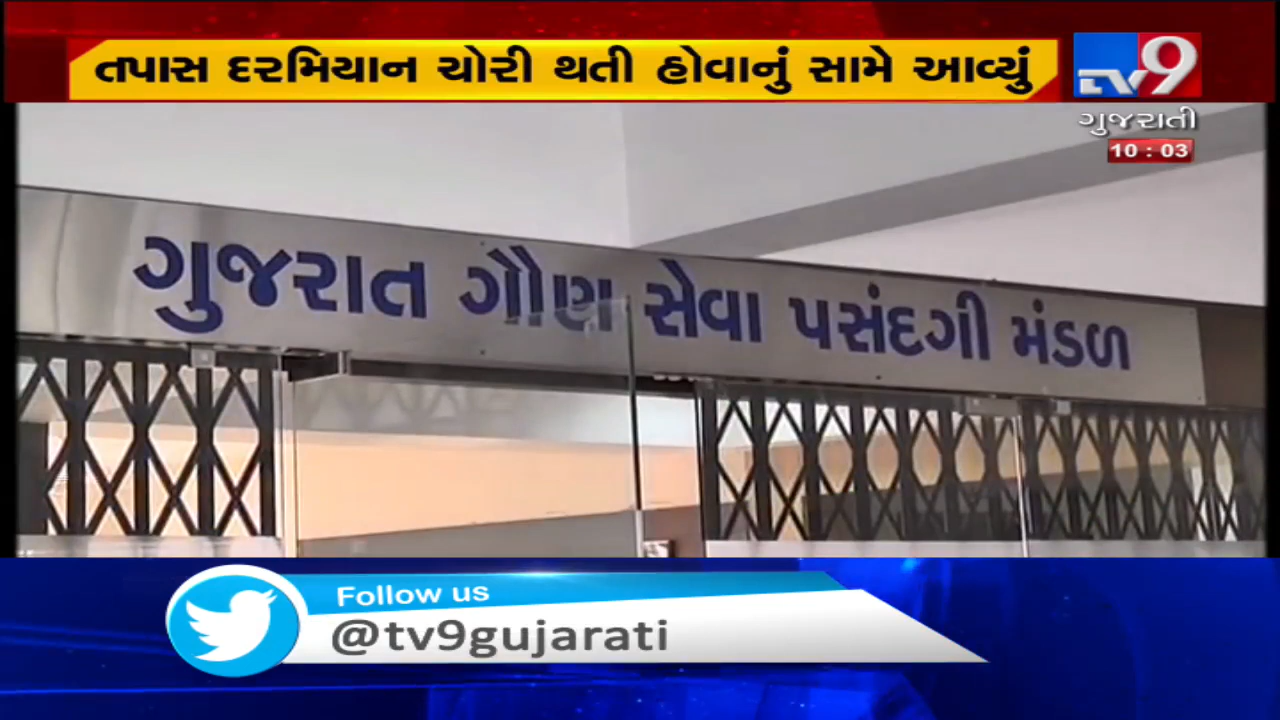 તપાસ દરમિયાન ચોરી થતી હોવાનું સામે આવ્યું
TV9
ગુજરાતી
10 : 03
ગુજરાત ગૌણ સેવા પસંદગી મંડળ
Follow us
@tv9gujarati